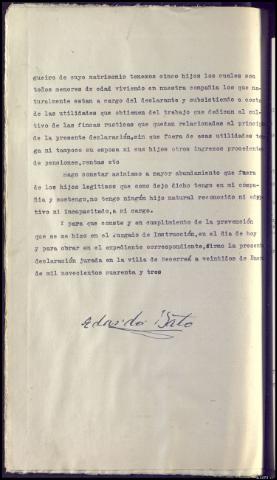 gueiro de cuyo matrimonio tenemos cinco hijos los cuales son
todos menores de edad viviendo en nuestra compañia los que na-
turalmente estan a cargo del declarante y subsistiendo a costa
de las utilidades que obtienen del trabajo que dedican al cul-
tivo de las fincas rusticas que quedan relacionadas al principio
de la presente declaración, sin que fuera de esas utilidades ten
ga ni tampoco su esposa ni sus hijos otros ingresos procedentes
de pensiones, rentas etc
Hago constar asimismo a mayor abundamiento que fuera
de los hijos legitimos que como dejo dicho tengo en mi compa-
ñia y sostengo, no tengo ningún hijo natural reconocido ni adop
tivo ni incapacitado, a mi cargo.
Y para que conste y en cumplimiento de la prevención
que se me hizo en el Juzgado de Instrucción, en el dia de hoy
y para obrar en el expediente correspondiente, firmo la presente
declaración jurada en la villa de Becerreá a veintidos de Enero
de mil novecientos cuarenta y tres